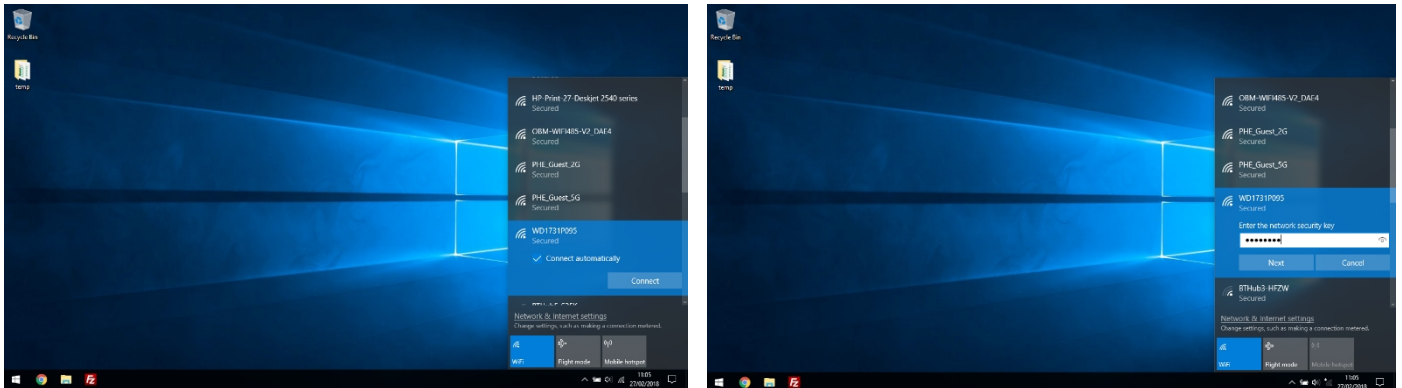 Recycle Bin
temp
HP-Print-27-Deskjet 2540 series
Secured
OBM-WIFI485-V2_DAE4
Secured
PHE_Guest_2G
Secured
PHE_Guest_5G
Secured
WD1731P095
Secured
Connect automatically
Connect
Network & Internet settings
Change settings, such as making a connection metered.
WiFi
Flight mode
Mobile hotspot
11:05
27/02/2018
Recycle Bin
temp
OBM-WIFI485-V2_DAE4
Secured
PHE_Guest_2G
Secured
PHE_Guest_5G
Secured
WD1731P095
Secured
Enter the network security key
Next
Cancel
BTHub3-HFZW
Secured
Network & Internet settings
Change settings, such as making a connection metered.
WiFi
Flight mode
Mobile hotspot
11:05
27/02/2018